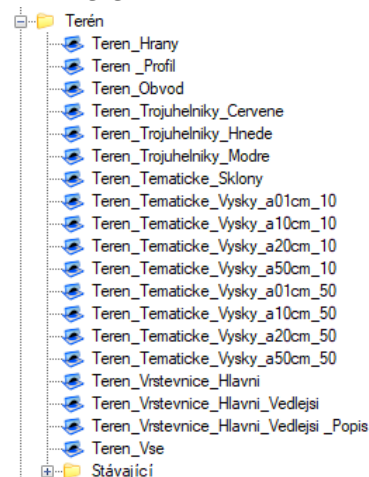 Terén
Teren_Hrany
Teren _Profil
Teren_Obvod
Teren_Trojuhelniky_Cervene
Teren_Trojuhelniky_Hnede
Teren_Trojuhelniky_Modre
Teren_Tematicke_Sklony
Teren_Tematicke_Vysky_a01cm_10
Teren_Tematicke_Vysky_a10cm_10
Teren_Tematicke_Vysky_a20cm_10
Teren_Tematicke_Vysky_a50cm_10
Teren_Tematicke_Vysky_a01cm_50
Teren_Tematicke_Vysky_a10cm_50
Teren_Tematicke_Vysky_a20cm_50
Teren_Tematicke_Vysky_a50cm_50
Teren_Vrstevnice_Hlavni
Teren_Vrstevnice_Hlavni_Vedlejsi
Teren_Vrstevnice_Hlavni_Vedlejsi _Popis
Teren_Vse
Stávající